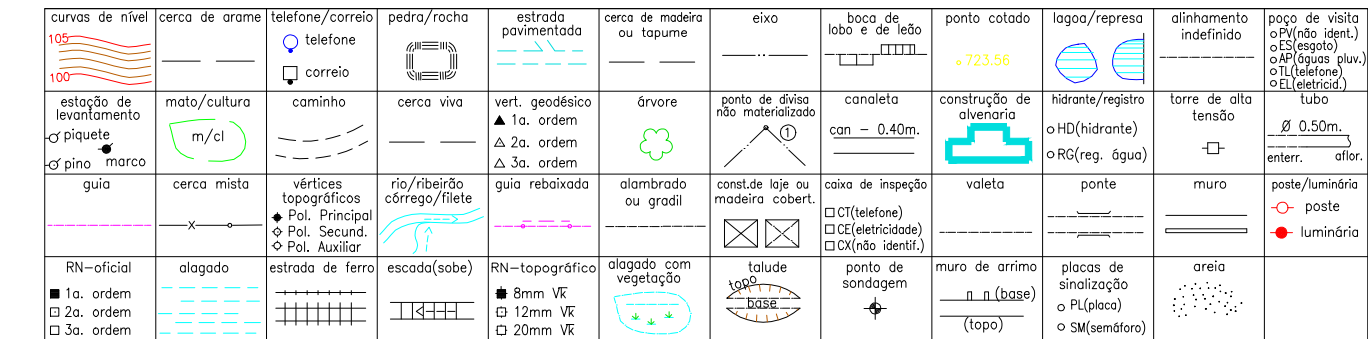 curvas de nível
105
100
cerca de arame
telefone/correio
telefone
correio
pedra/rocha
estrada
pavimentada
cerca de madeira
ou tapume
eixo
boca de
lobo e de leão
ponto cotado
723.56
lagoa/represa
alinhamento
indefinido
poço de visita
PV(não ident.)
ES(esgoto)
AP(águas pluv.)
TL(telefone)
EL(eletricid.)
estação de
levantamento
piquete
marco
pino
mato/cultura
m/cl
caminho
cerca viva
vert. geodésico
1a. ordem
2a. ordem
3a. ordem
árvore
ponto de divisa
não materializado
1
canaleta
can - 0.40m.
construção de
alvenaria
hidrante/registro
HD(hidrante)
RG(reg. água)
torre de alta
tensão
tubo
Ø 0.50m.
enterr. aflor.
guia
cerca mista
x
vértices
topográficos
Pol. Principal
Pol. Secund.
Pol. Auxiliar
rio/ribeirão
córrego/filete
guia rebaixada
alambrado
ou gradil
const.de laje ou
madeira cobert.
caixa de inspeção
CT(telefone)
CE(eletricidade)
CX(não identif.)
valeta
ponte
muro
poste/luminária
poste
luminária
RN-oficial
1a. ordem
2a. ordem
3a. ordem
alagado
estrada de ferro
escada(sobe)
RN-topográfico
8mm √k
12mm √k
20mm √k
alagado com
vegetação
talude
topo
base
ponto de
sondagem
muro de arrimo
(base)
(topo)
placas de
sinalização
PL(placa)
SM(semáforo)
areia